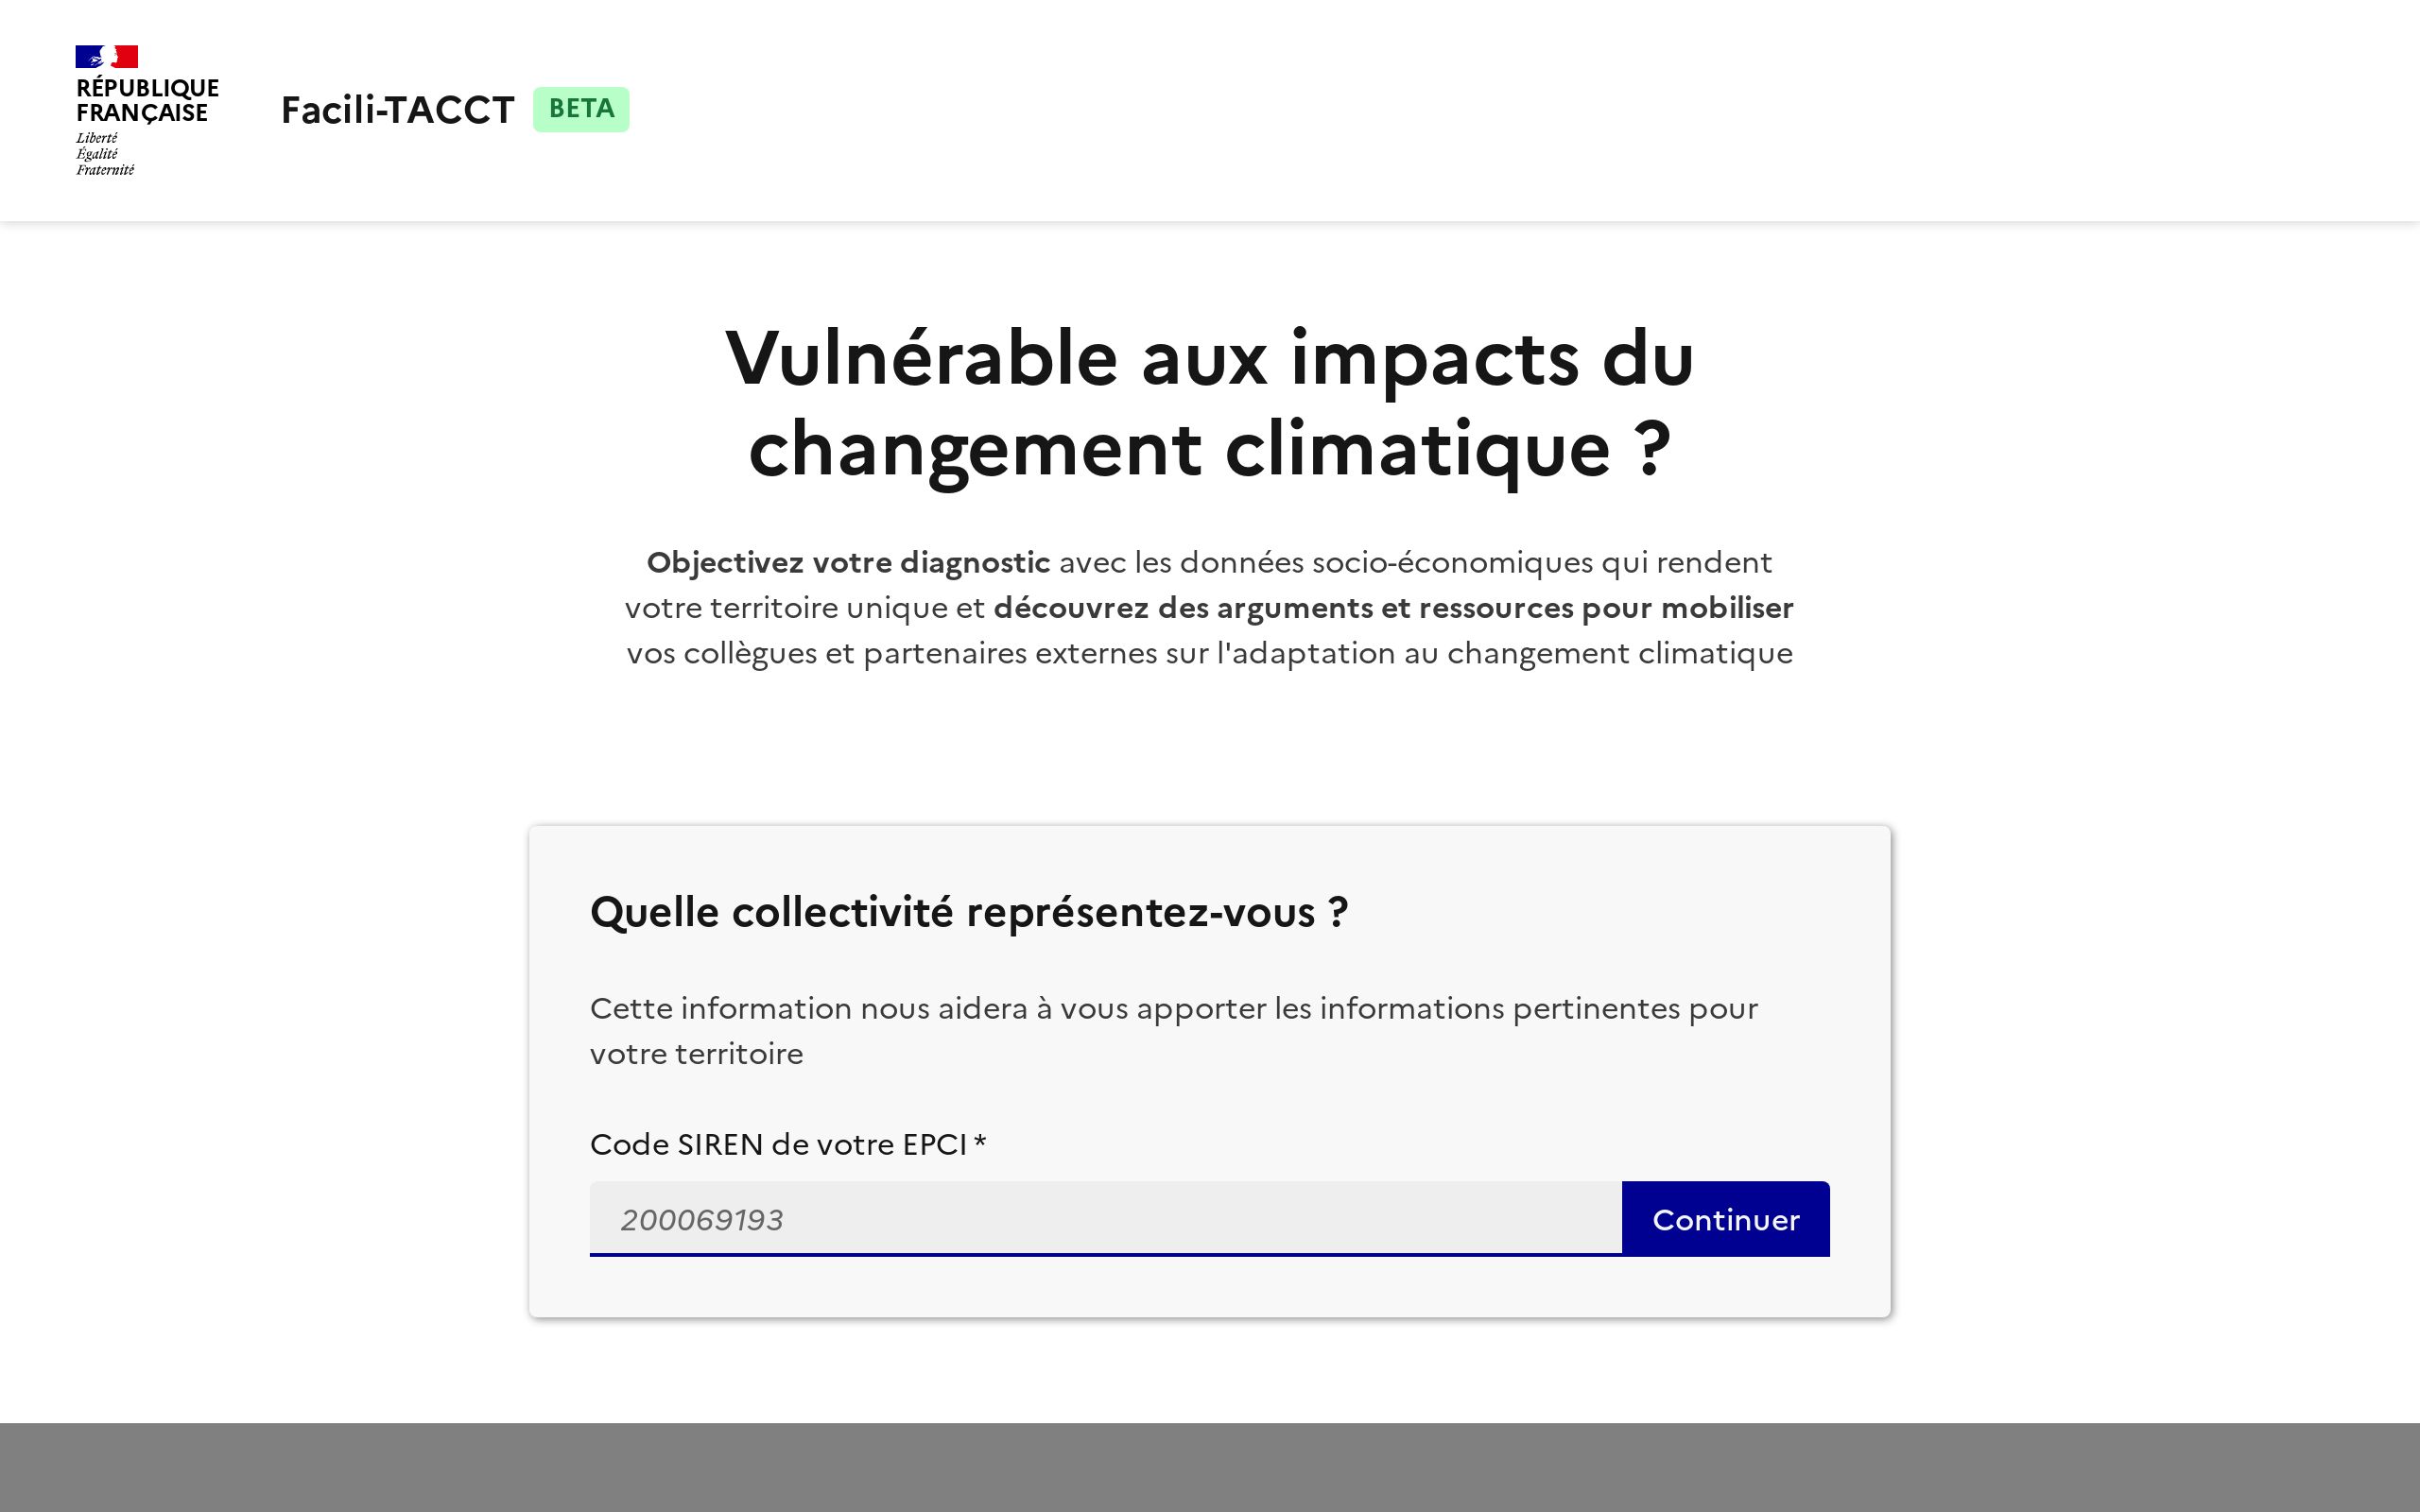 RÉPUBLIQUE
FRANÇAISE
Liberté
Égalité
Fraternité
Facili-TACCT BETA
Vulnérable aux impacts du
changement climatique ?
Objectivez votre diagnostic avec les données socio-économiques qui rendent
votre territoire unique et découvrez des arguments et ressources pour mobiliser
vos collègues et partenaires externes sur l'adaptation au changement climatique
Quelle collectivité représentez-vous ?
Cette information nous aidera à vous apporter les informations pertinentes pour
votre territoire
Code SIREN de votre EPCI *
200069193 Continuer